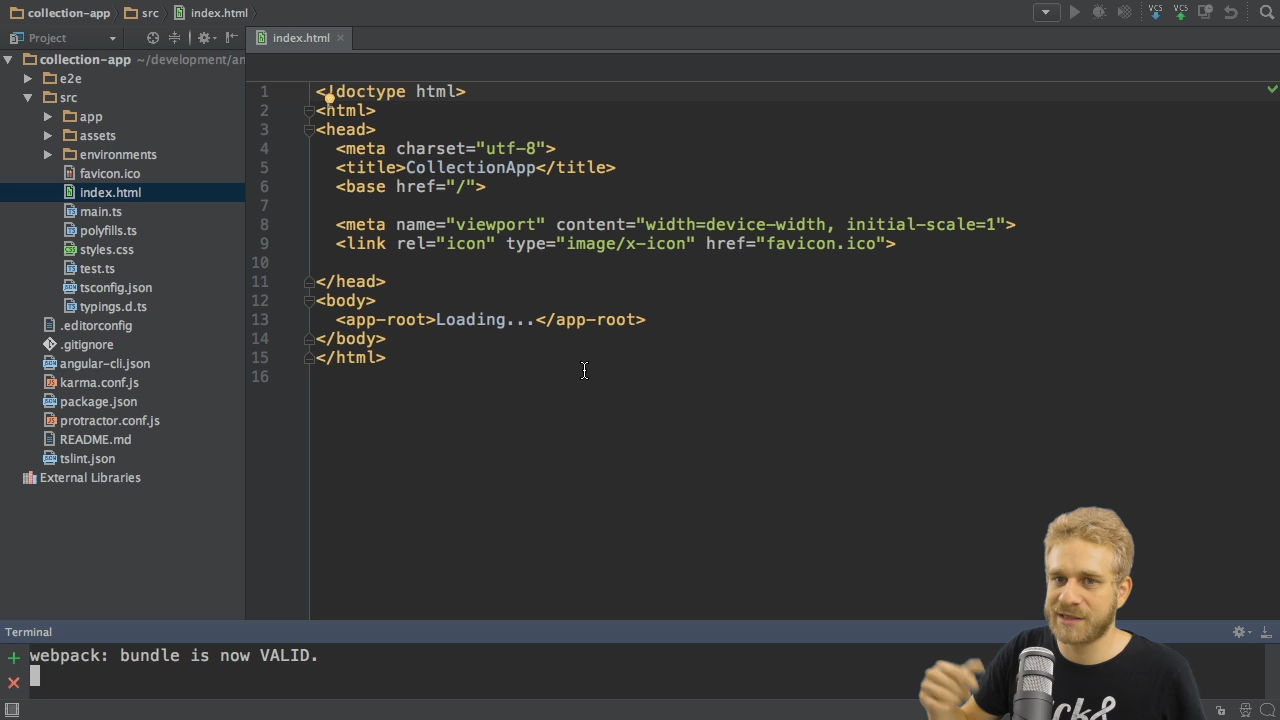 collection-app
src
index.html
Project
index.html
collection-app ~/development/an
e2e
src
app
assets
environments
favicon.ico
index.html
main.ts
polyfills.ts
styles.css
test.ts
tsconfig.json
typings.d.ts
.editorconfig
.gitignore
angular-cli.json
karma.conf.js
package.json
protractor.conf.js
README.md
tslint.json
External Libraries
1 <!doctype html>
2 <html>
3 <head>
4 <meta charset="utf-8">
5 <title>CollectionApp</title>
6 <base href="/">
7
8 <meta name="viewport" content="width=device-width, initial-scale=1">
9 <link rel="icon" type="image/x-icon" href="favicon.ico">
10
11 </head>
12 <body>
13 <app-root>Loading...</app-root>
14 </body>
15 </html>
16
VCS VCS
Terminal
webpack: bundle is now VALID.